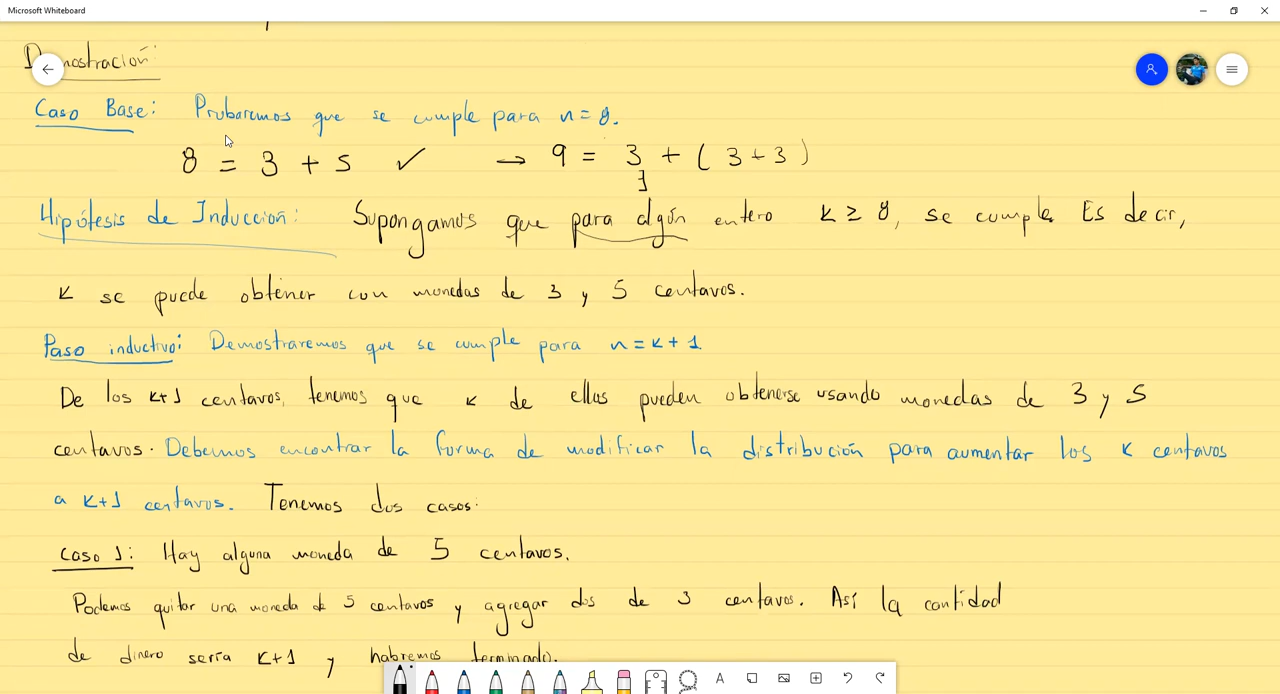 Microsoft Whiteboard
Demostración:
Caso Base: Probaremos que se cumple para n = 8.
8 = 3 + 5 ✓ → 9 = 3 + ( 3 + 3 )
Hipótesis de Inducción: Supongamos que para algún entero k ≥ 8, se cumple. Es decir,
k se puede obtener con monedas de 3 y 5 centavos.
Paso inductivo: Demostraremos que se cumple para n = k + 1.
De los k+1 centavos, tenemos que k de ellos pueden obtenerse usando monedas de 3 y 5
centavos. Debemos encontrar la forma de modificar la distribución para aumentar los k centavos
a k+1 centavos. Tenemos dos casos:
Caso 1: Hay alguna moneda de 5 centavos.
Podemos quitar una moneda de 5 centavos y agregar dos de 3 centavos. Así la cantidad
de dinero sería k+1 y habremos terminado.
A